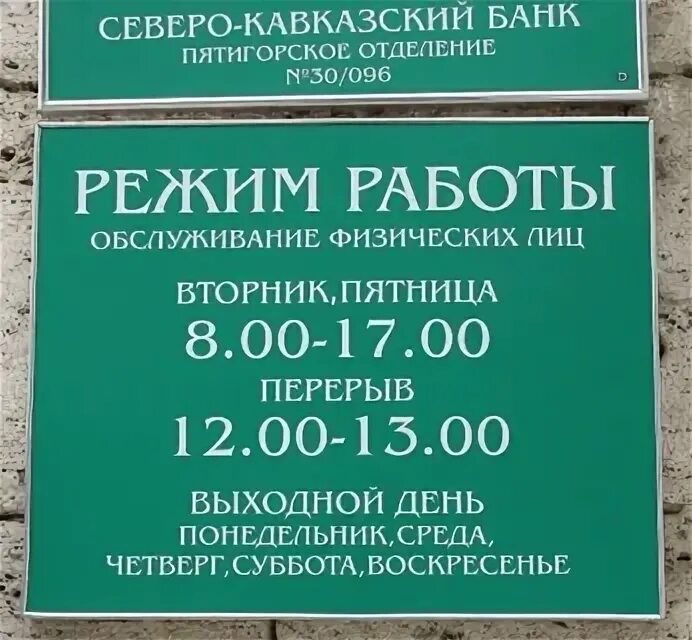 СЕВЕРО-КАВКАЗСКИЙ БАНК
ПЯТИГОРСКОЕ ОТДЕЛЕНИЕ
№30/096
D
РЕЖИМ РАБОТЫ
ОБСЛУЖИВАНИЕ ФИЗИЧЕСКИХ ЛИЦ
ВТОРНИК,ПЯТНИЦА
8.00-17.00
ПЕРЕРЫВ
12.00-13.00
ВЫХОДНОЙ ДЕНЬ
ПОНЕДЕЛЬНИК,СРЕДА,
ЧЕТВЕРГ,СУББОТА,ВОСКРЕСЕНЬЕ